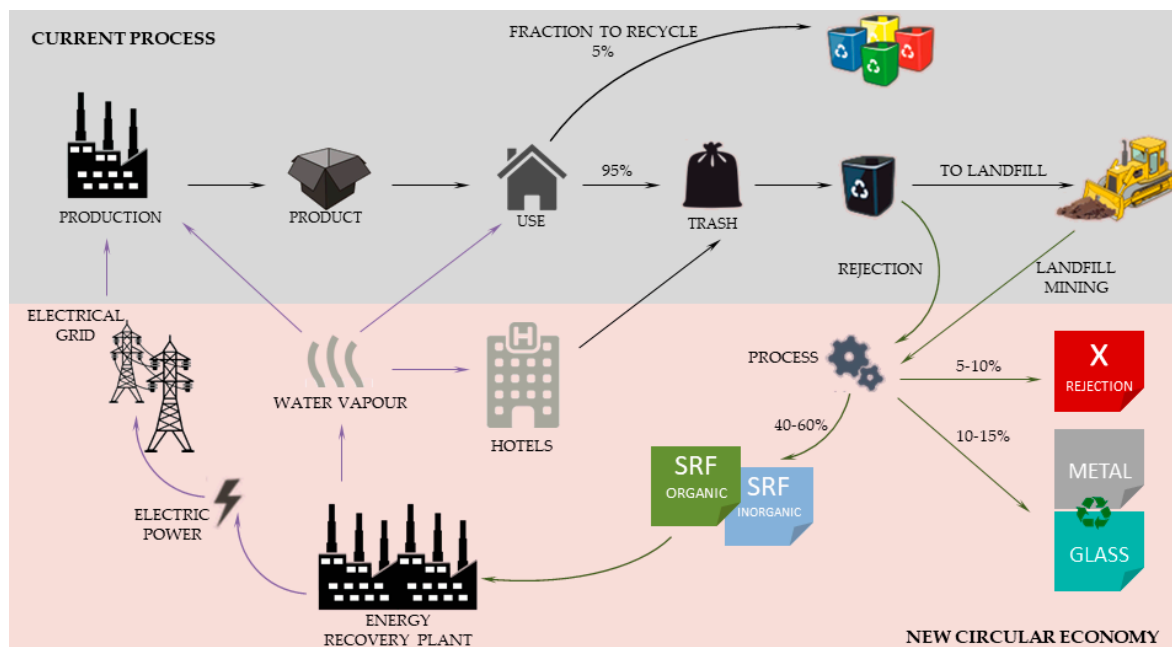 CURRENT PROCESS
FRACTION TO RECYCLE
5%
PRODUCTION
PRODUCT
USE
95%
TRASH
TO LANDFILL
REJECTION
LANDFILL
MINING
ELECTRICAL
GRID
WATER VAPOUR
H
HOTELS
PROCESS
5-10%
X
REJECTION
40-60%
10-15%
SRF
ORGANIC
SRF
INORGANIC
METAL
GLASS
ELECTRIC
POWER
ENERGY
RECOVERY PLANT
NEW CIRCULAR ECONOMY